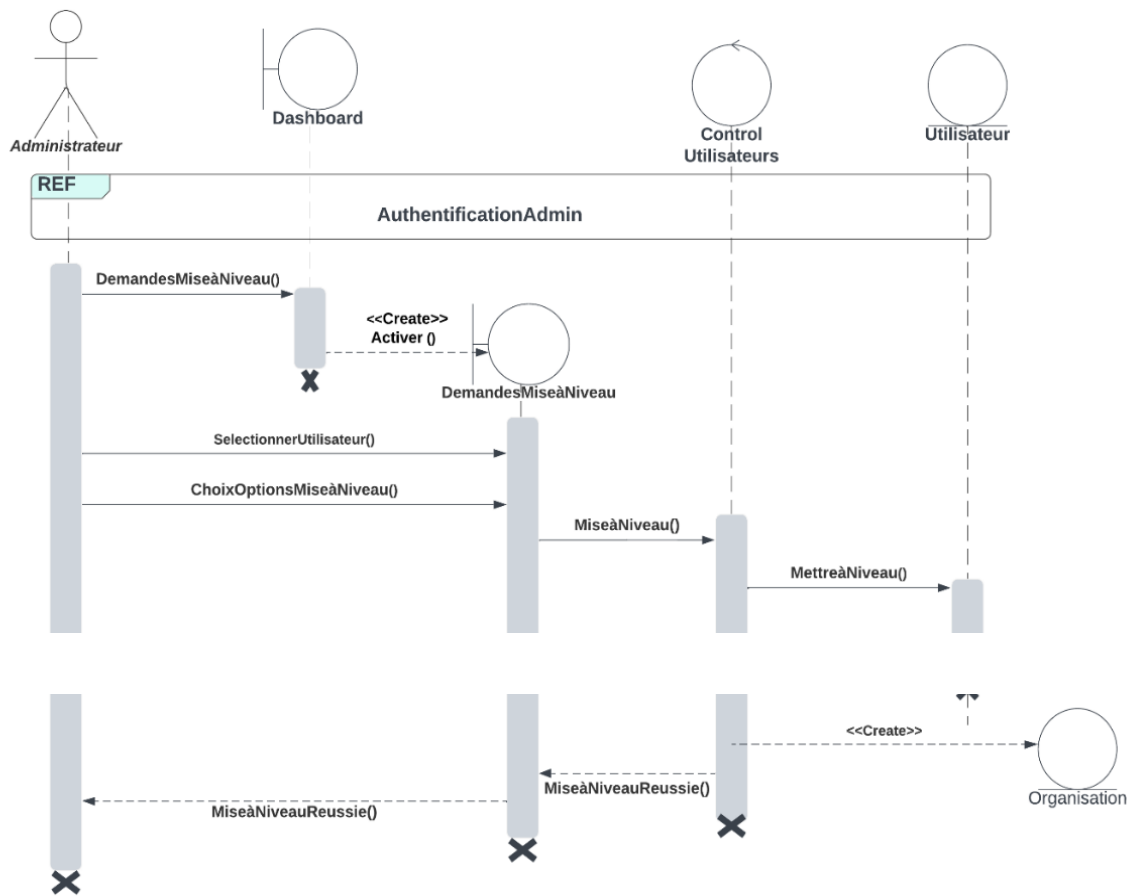 Administrateur
Dashboard
Control
Utilisateurs
Utilisateur
REF
AuthentificationAdmin
DemandesMiseàNiveau()
<<Create>>
Activer ()
DemandesMiseàNiveau
SelectionnerUtilisateur()
ChoixOptionsMiseàNiveau()
MiseàNiveau()
MettreàNiveau()
<<Create>>
Organisation
MiseàNiveauReussie()
MiseàNiveauReussie()